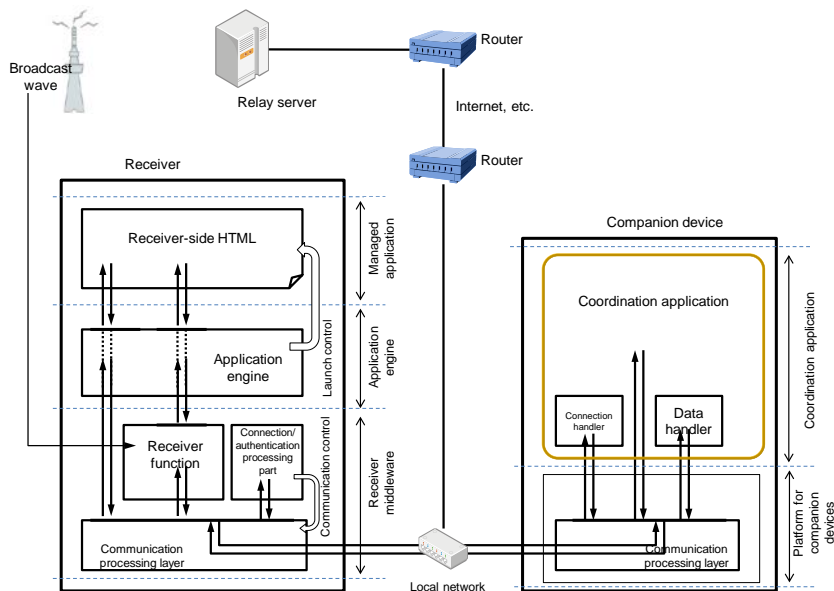 Broadcast
wave
Relay server
Router
Internet, etc.
Router
Receiver
Receiver-side HTML
Managed
application
Application
engine
Launch control
Application
engine
Receiver
function
Connection/
authentication
processing
part
Communication control
Receiver
middleware
Communication
processing layer
Local network
Companion device
Coordination application
Coordination application
Connection
handler
Data
handler
Communication
processing layer
Platform for
companion
devices